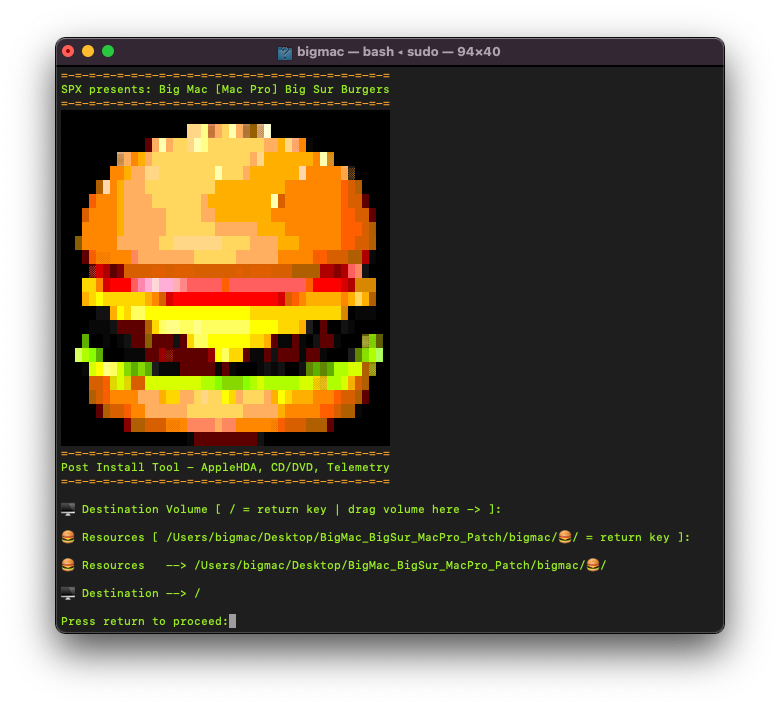 bigmac — bash ◂ sudo — 94×40
=-=-=-=-=-=-=-=-=-=-=-=-=-=-=-=-=-=-=-=-=-=-=-=
SPX presents: Big Mac [Mac Pro] Big Sur Burgers
=-=-=-=-=-=-=-=-=-=-=-=-=-=-=-=-=-=-=-=-=-=-=-=
=-=-=-=-=-=-=-=-=-=-=-=-=-=-=-=-=-=-=-=-=-=-=-=
Post Install Tool – AppleHDA, CD/DVD, Telemetry
=-=-=-=-=-=-=-=-=-=-=-=-=-=-=-=-=-=-=-=-=-=-=-=
🖥️ Destination Volume [ / = return key | drag volume here –> ]:
🍔 Resources [ /Users/bigmac/Desktop/BigMac_BigSur_MacPro_Patch/bigmac/🍔/ = return key ]:
🍔 Resources   --> /Users/bigmac/Desktop/BigMac_BigSur_MacPro_Patch/bigmac/🍔/
🖥️ Destination --> /
Press return to proceed: